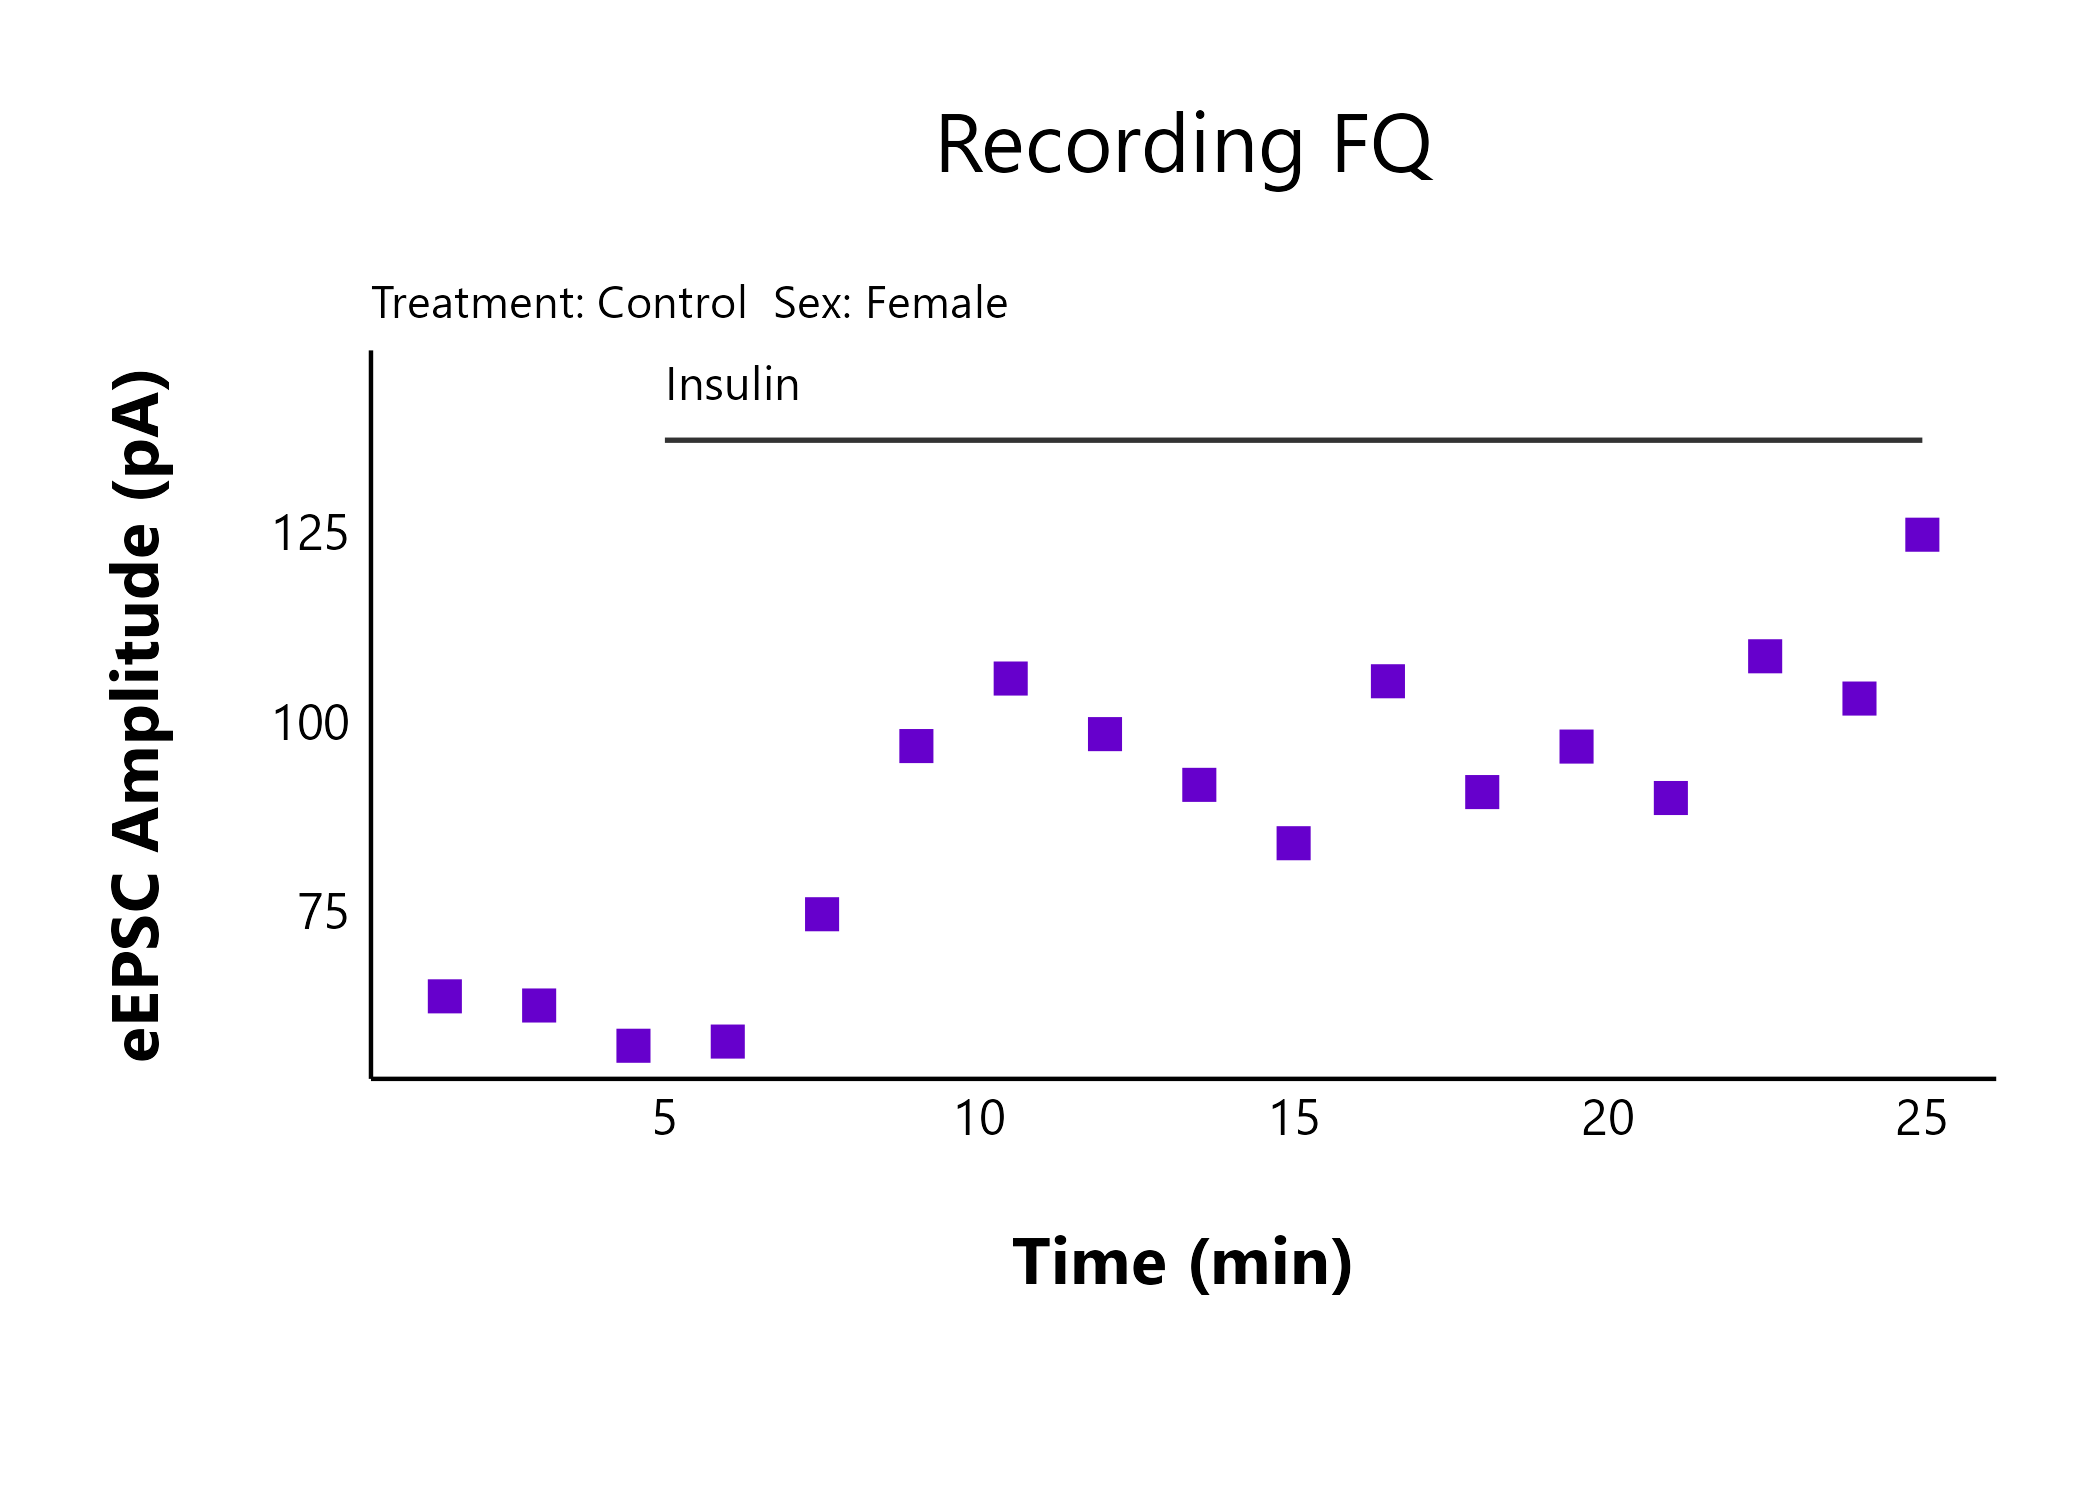 Recording FQ
Treatment: Control  Sex: Female
Insulin
eEPSC Amplitude (pA)
125
100
75
5 10 15 20 25
Time (min)